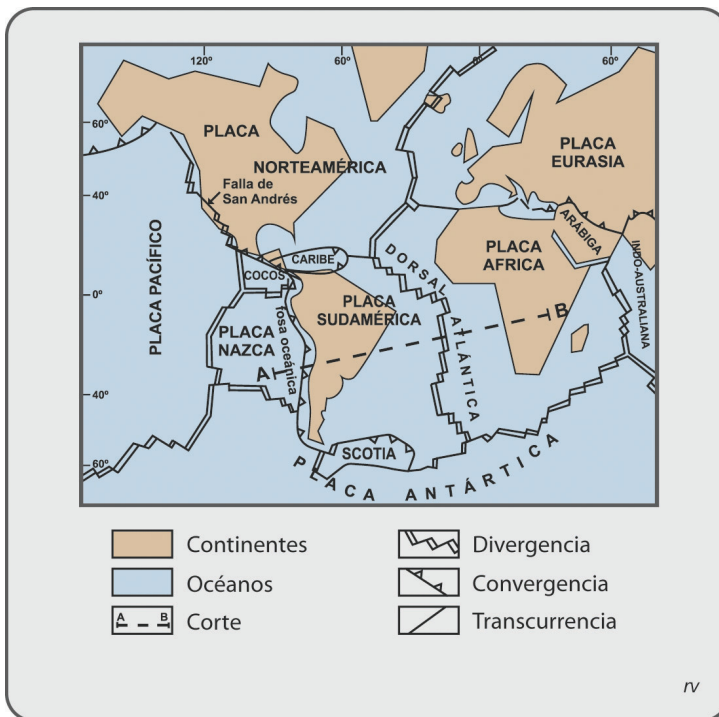 120°
60°
0°
60°
60°
PLACA
NORTEAMÉRICA
PLACA
EURASIA
Falla de
San Andrés
40°
ARÁBIGA
PLACA PACÍFICO
CARIBE
COCOS
DORSAL
ATLÁNTICA
PLACA
AFRICA
INDO-AUSTRALIANA
0°
PLACA
SUDAMÉRICA
B
PLACA
NAZCA
fosa oceánica
A
40°
SCOTIA
60°
PLACA ANTÁRTICA
Continentes
Divergencia
Océanos
Convergencia
A B
Corte
Transcurrencia
rv